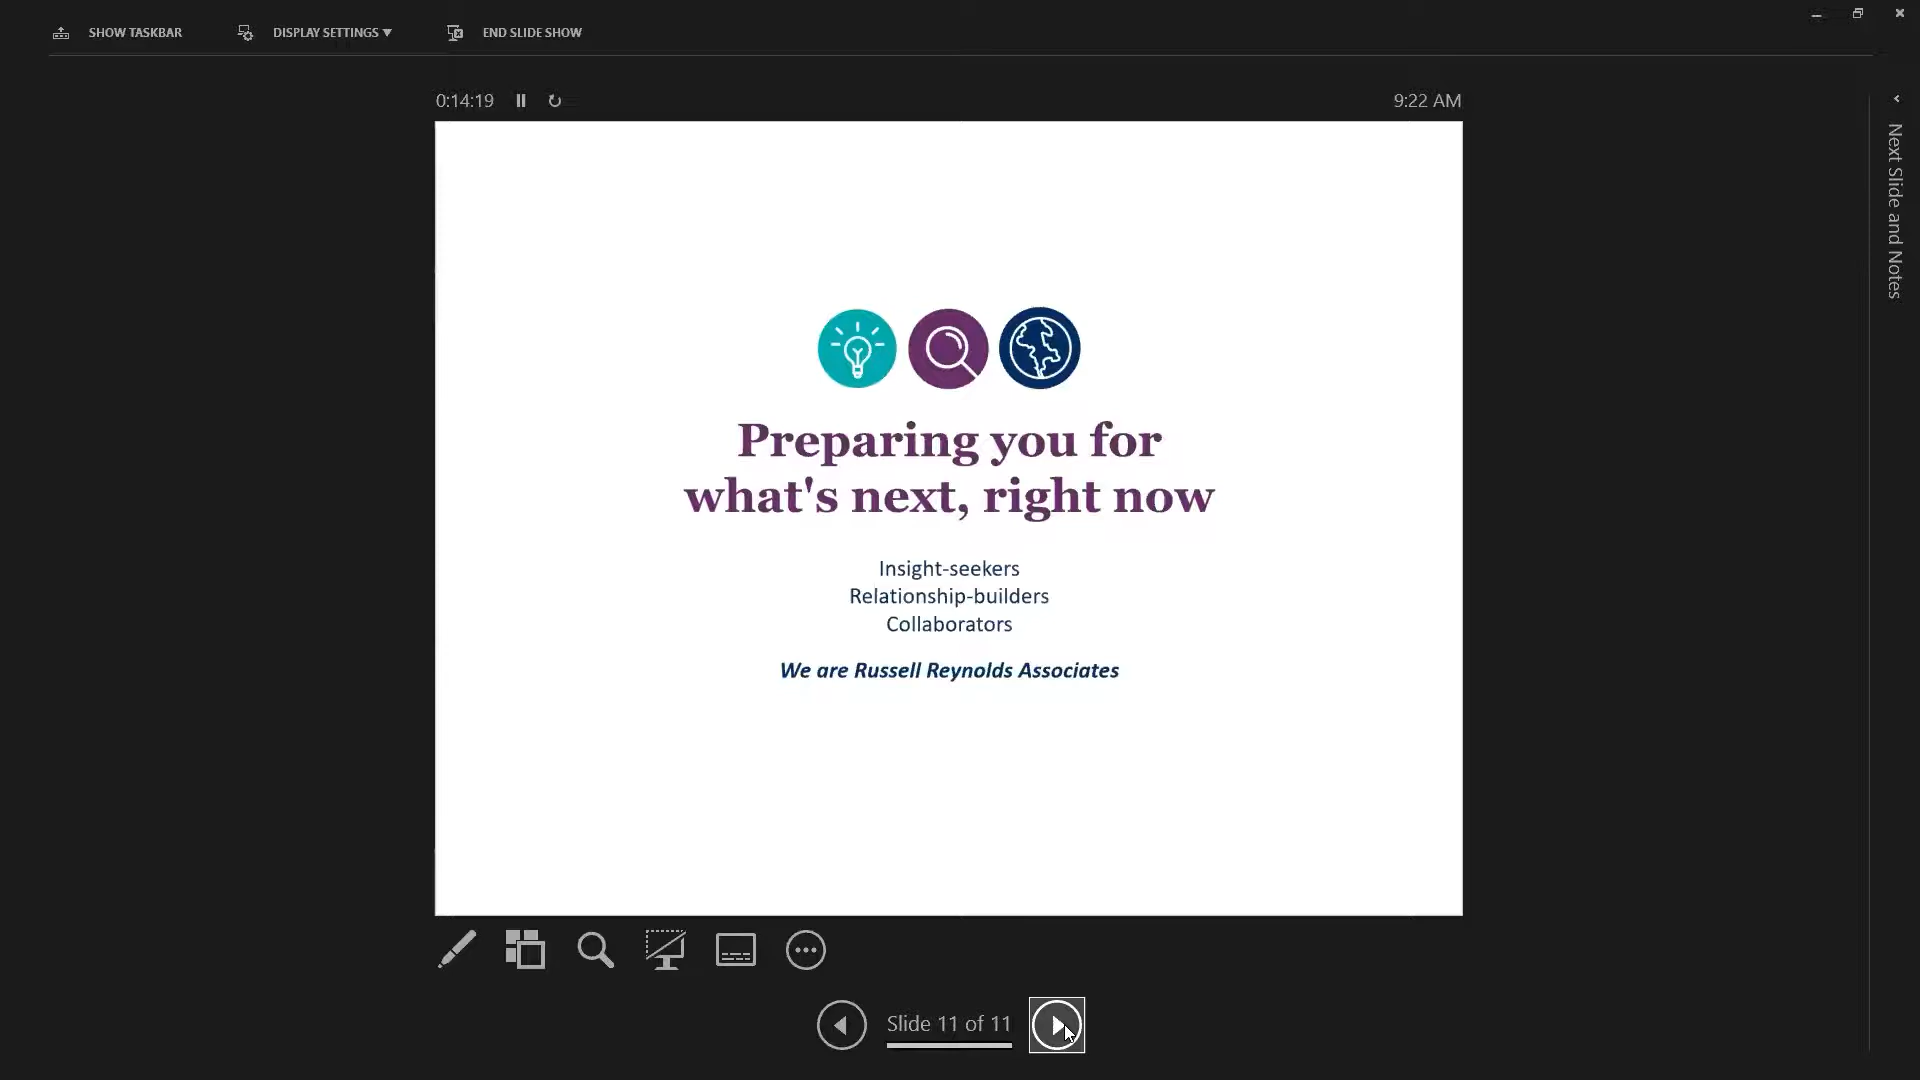 SHOW TASKBAR
DISPLAY SETTINGS
END SLIDE SHOW
0:14:19
9:22 AM
Preparing you for
what's next, right now
Insight-seekers
Relationship-builders
Collaborators
We are Russell Reynolds Associates
Slide 11 of 11
Next Slide and Notes